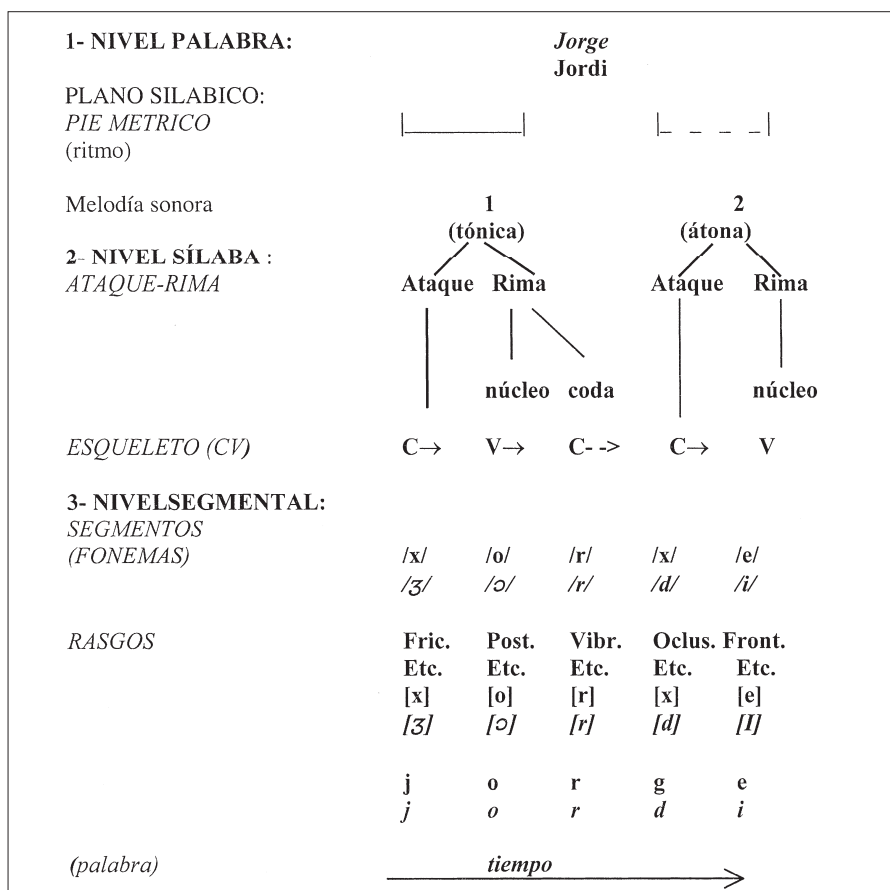 1- NIVEL PALABRA: Jorge
Jordi
PLANO SILABICO:
PIE METRICO
(ritmo)
Melodía sonora 1 2
(tónica) (átona)
2- NIVEL SÍLABA :
ATAQUE-RIMA Ataque Rima Ataque Rima
núcleo coda núcleo
ESQUELETO (CV) C→ V→ C- -> C→ V
3- NIVELSEGMENTAL:
SEGMENTOS
(FONEMAS) /x/ /o/ /r/ /x/ /e/
/ʒ/ /ɔ/ /r/ /d/ /i/
RASGOS Fric. Post. Vibr. Oclus. Front.
Etc. Etc. Etc. Etc. Etc.
[x] [o] [r] [x] [e]
[ʒ] [ɔ] [r] [d] [I]
j o r g e
j o r d i
(palabra) tiempo